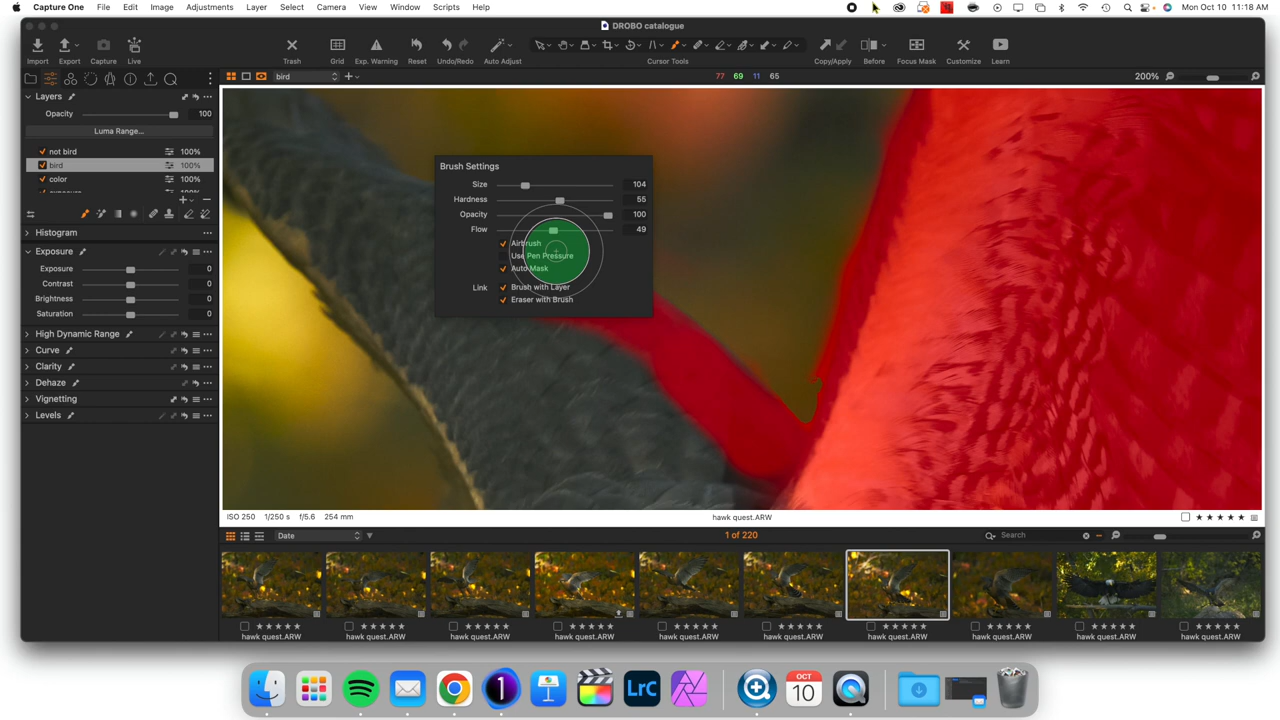 Capture One File Edit Image Adjustments Layer Select Camera View Window Scripts Help Mon Oct 10 11:18 AM
DROBO catalogue
Import Export Capture Live Trash Grid Exp. Warning Reset Undo/Redo Auto Adjust Cursor Tools Copy/Apply Before Focus Mask Customize Learn
bird 77 69 11 65 200%
Layers
Opacity 100
Luma Range...
not bird 100%
bird 100%
color 100%
Histogram
Exposure
Exposure 0
Contrast 0
Brightness 0
Saturation 0
High Dynamic Range
Curve
Clarity
Dehaze
Vignetting
Levels
Brush Settings
Size 104
Hardness 55
Opacity 100
Flow 49
Airbrush
Use Pen Pressure
Auto Mask
Link Brush with Layer
Eraser with Brush
ISO 250 1/250 s f/5.6 254 mm hawk quest.ARW
Date 1 of 220 Search
hawk quest.ARW hawk quest.ARW hawk quest.ARW hawk quest.ARW hawk quest.ARW hawk quest.ARW hawk quest.ARW hawk quest.ARW hawk quest.ARW hawk quest.ARW
1 LrC OCT
10